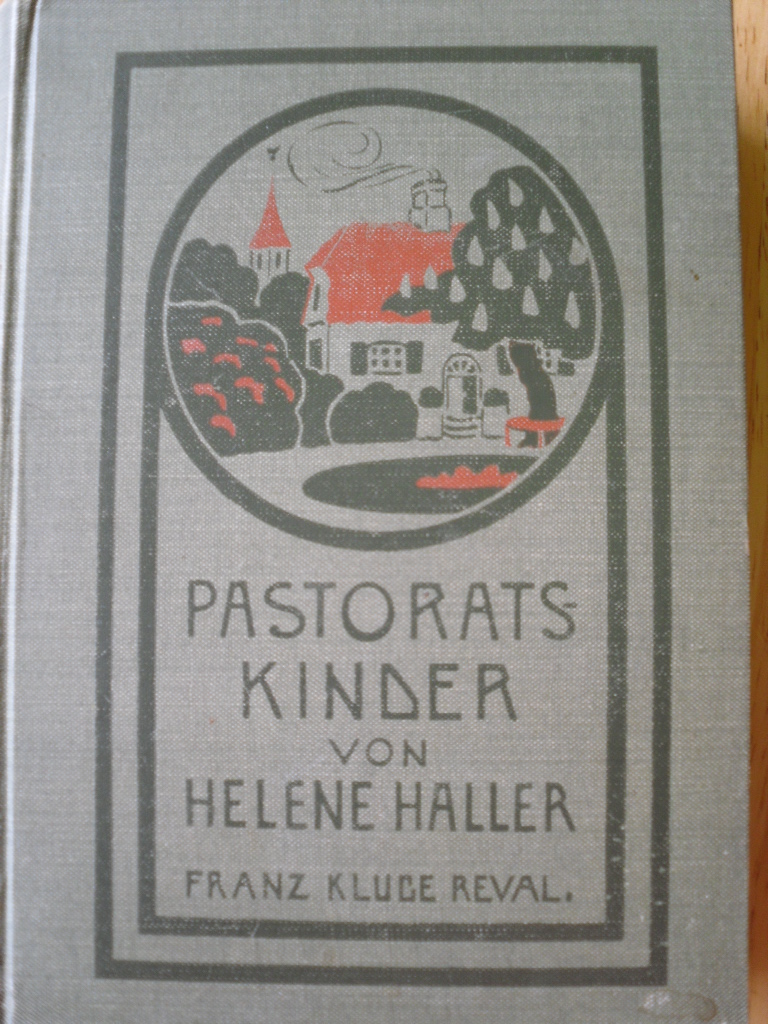 PASTORATS-
KINDER
VON
HELENE HALLER
FRANZ KLUGE REVAL.